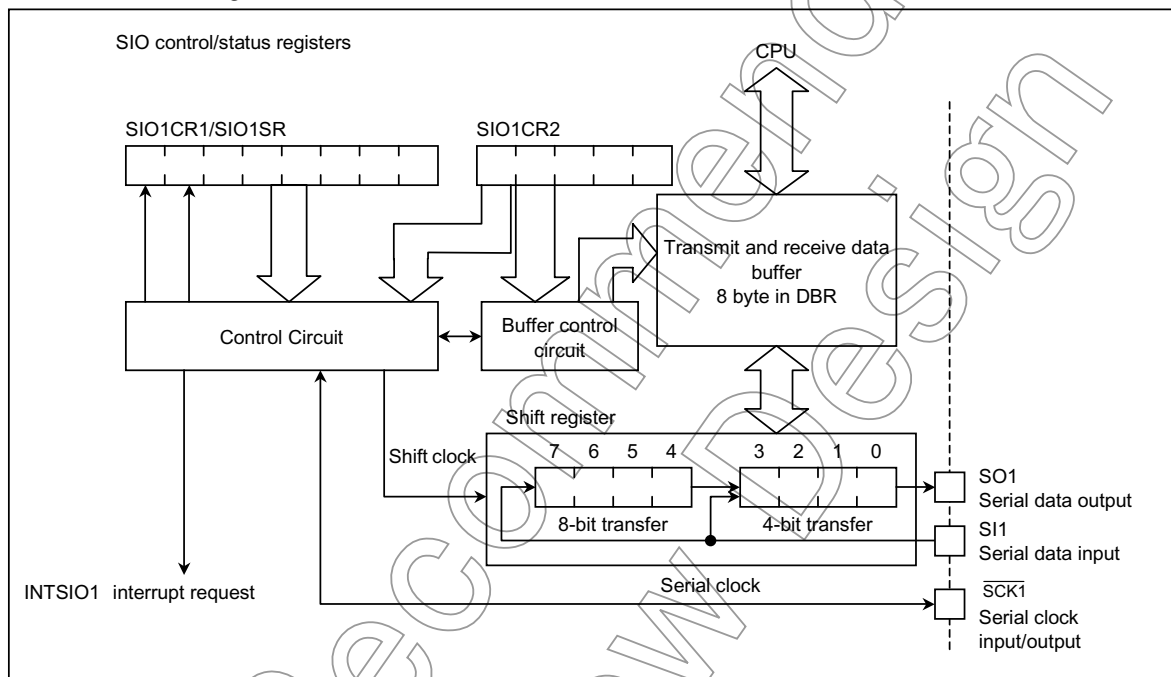 SIO control/status registers
CPU
SIO1CR1/SIO1SR
SIO1CR2
Transmit and receive data
buffer
8 byte in DBR
Control Circuit
Buffer control
circuit
Shift register
Shift clock
7 6 5 4 3 2 1 0
8-bit transfer
4-bit transfer
SO1
Serial data output
SI1
Serial data input
INTSIO1 interrupt request
Serial clock
SCK1
Serial clock
input/output